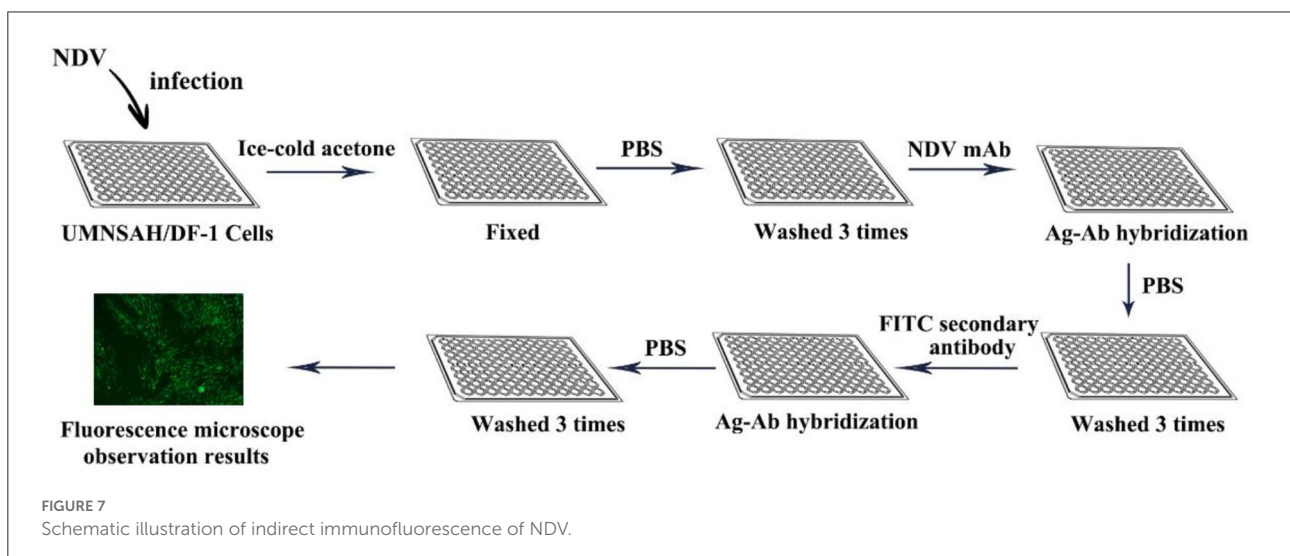 NDV
infection
Ice-cold acetone
PBS
NDV mAb
UMNSAH/DF-1 Cells
Fixed
Washed 3 times
Ag-Ab hybridization
PBS
FITC secondary
antibody
PBS
Washed 3 times
Ag-Ab hybridization
Washed 3 times
Fluorescence microscope
observation results
FIGURE 7
Schematic illustration of indirect immunofluorescence of NDV.